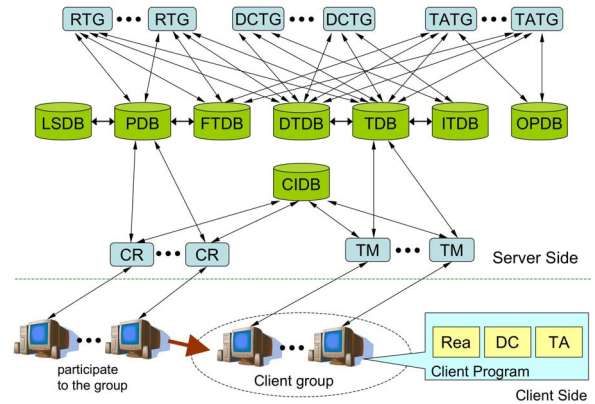 RTG ••• RTG DCTG ••• DCTG TATG ••• TATG
LSDB PDB FTDB DTDB TDB ITDB OPDB
CIDB
CR ••• CR TM ••• TM
Server Side
participate
to the group
Client group
Rea DC TA
Client Program
Client Side